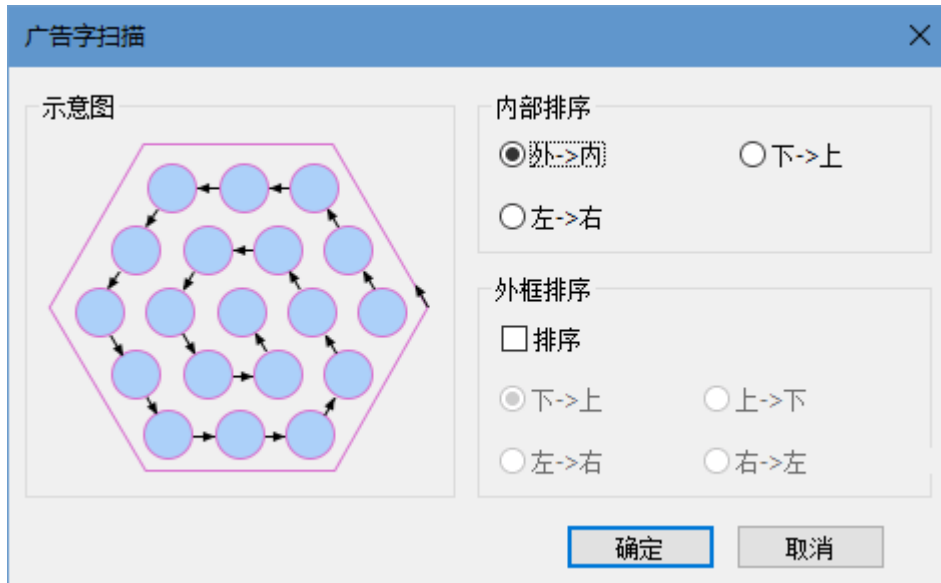 广告字扫描
示意图
内部排序
外->内
下->上
左->右
外框排序
排序
下->上
上->下
左->右
右->左
确定
取消